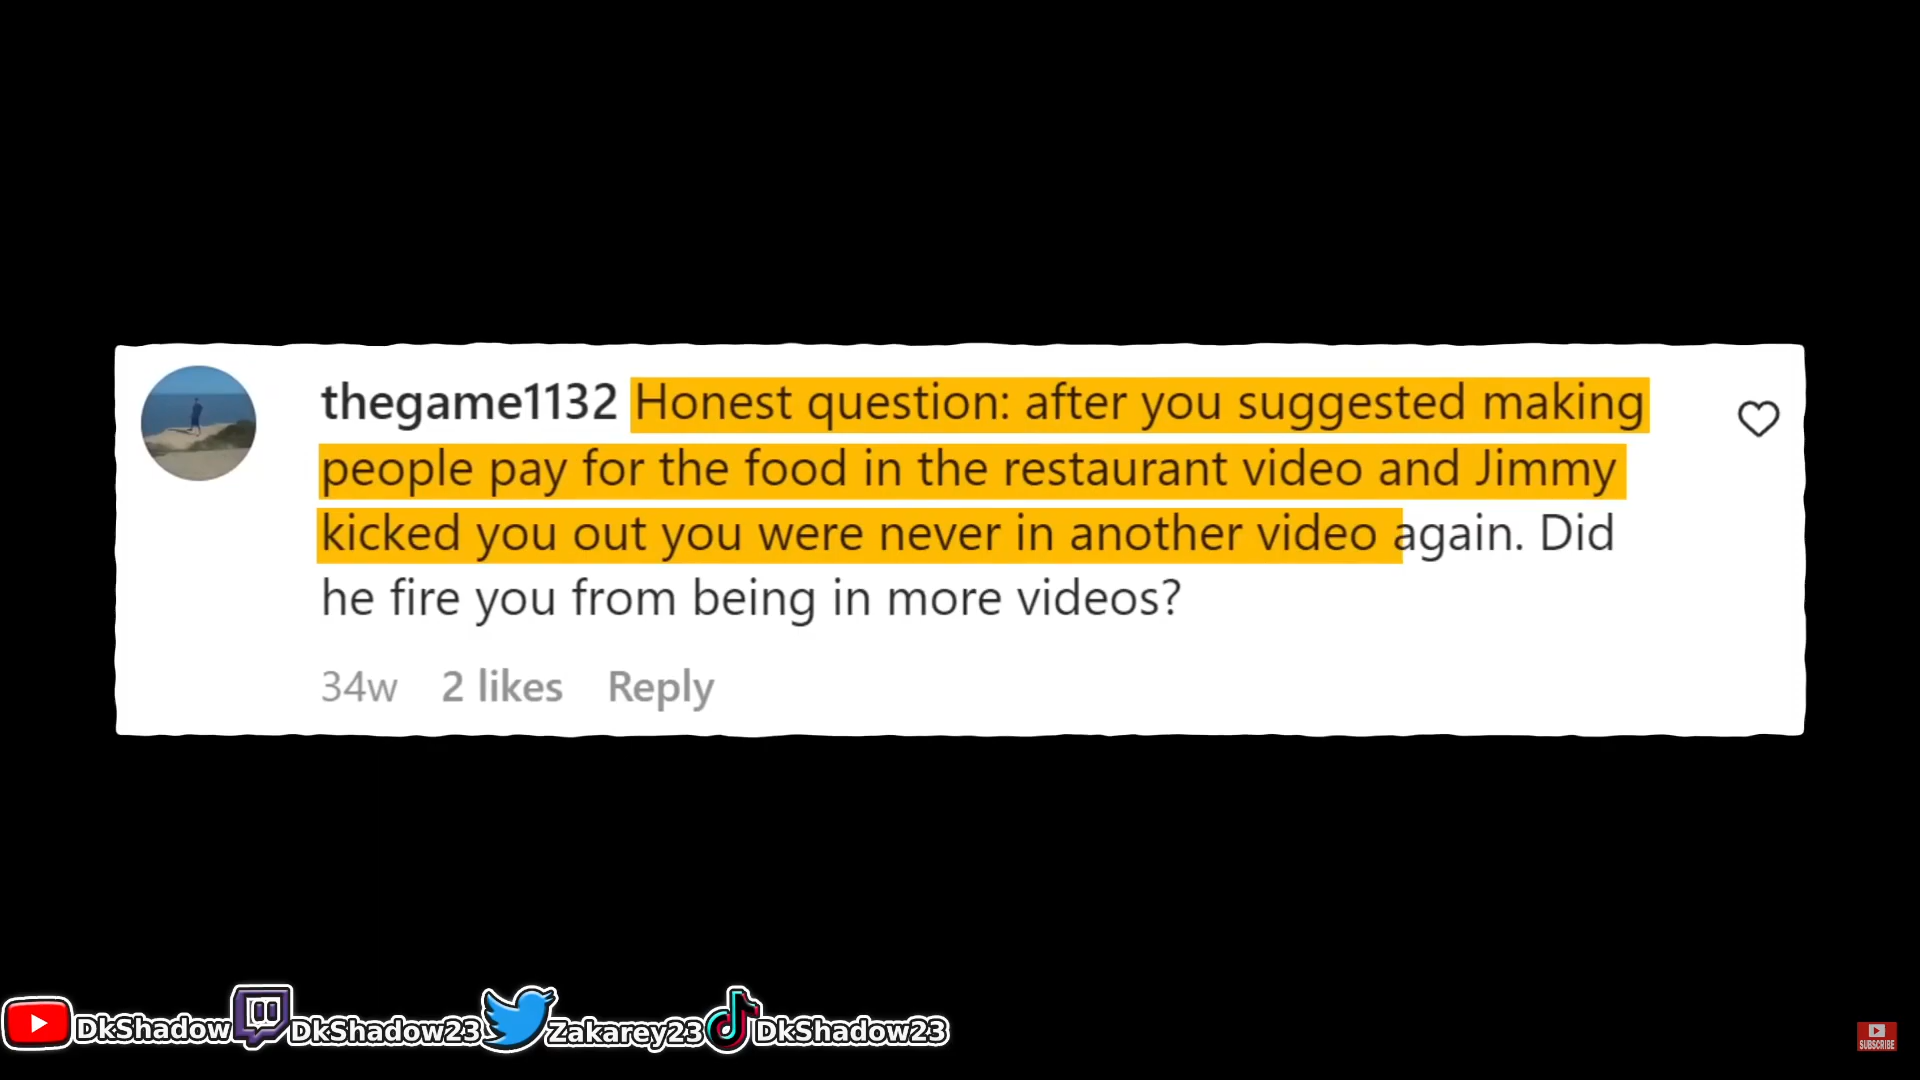 thegame1132 Honest question: after you suggested making
people pay for the food in the restaurant video and Jimmy
kicked you out you were never in another video again. Did
he fire you from being in more videos?
34w 2 likes Reply
DkShadow DkShadow23 Zakarey23 DkShadow23
SUBSCRIBE